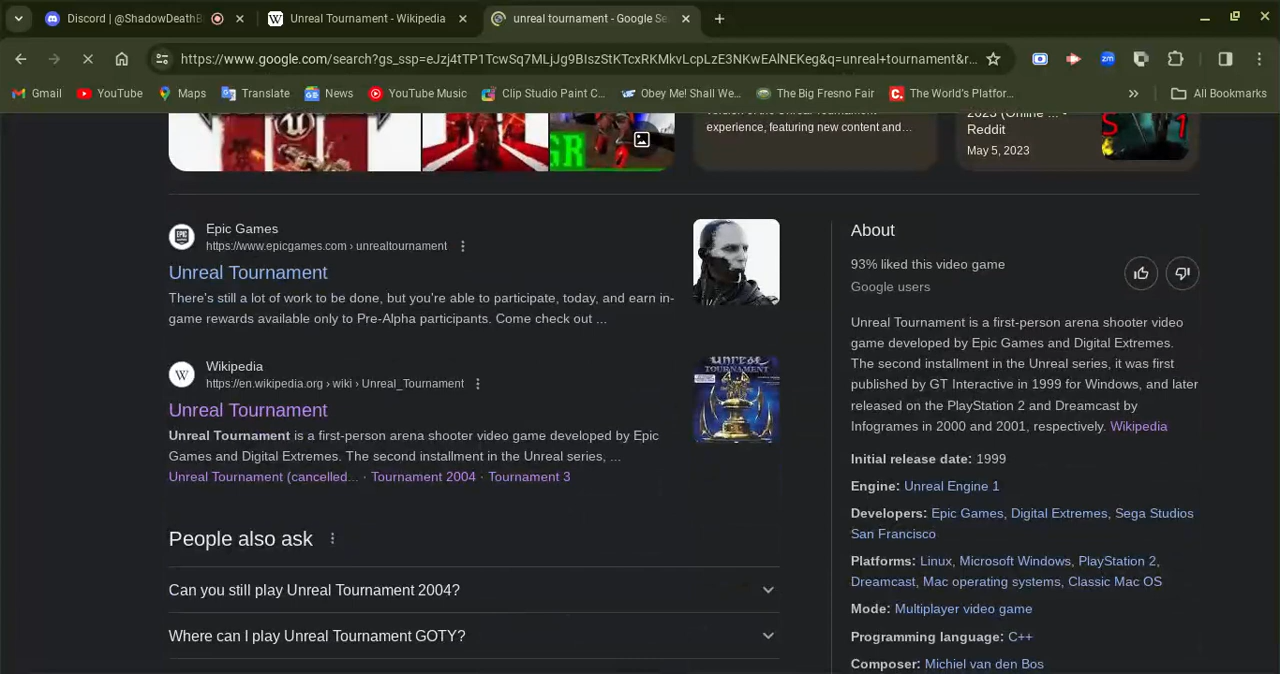 Discord | @ShadowDeathB
Unreal Tournament - Wikipedia
unreal tournament - Google Se
https://www.google.com/search?gs_ssp=eJzj4tTP1TcwSq7MLjJg9BIszStKTcxRKMkvLcpLzE3NKwEAlNEKeg&q=unreal+tournament&r...
zm
Gmail
YouTube
Maps
Translate
News
YouTube Music
Clip Studio Paint C...
Obey Me! Shall We...
The Big Fresno Fair
The World's Platfor...
All Bookmarks
experience, featuring new content and...
2023 (Online ... -
Reddit
May 5, 2023
Epic Games
https://www.epicgames.com › unrealtournament
Unreal Tournament
There's still a lot of work to be done, but you're able to participate, today, and earn in-
game rewards available only to Pre-Alpha participants. Come check out ...
Wikipedia
https://en.wikipedia.org › wiki › Unreal_Tournament
Unreal Tournament
Unreal Tournament is a first-person arena shooter video game developed by Epic
Games and Digital Extremes. The second installment in the Unreal series, ...
Unreal Tournament (cancelled... · Tournament 2004 · Tournament 3
UNREAL
TOURNAMENT
People also ask
Can you still play Unreal Tournament 2004?
Where can I play Unreal Tournament GOTY?
About
93% liked this video game
Google users
Unreal Tournament is a first-person arena shooter video
game developed by Epic Games and Digital Extremes.
The second installment in the Unreal series, it was first
published by GT Interactive in 1999 for Windows, and later
released on the PlayStation 2 and Dreamcast by
Infogrames in 2000 and 2001, respectively. Wikipedia
Initial release date: 1999
Engine: Unreal Engine 1
Developers: Epic Games, Digital Extremes, Sega Studios
San Francisco
Platforms: Linux, Microsoft Windows, PlayStation 2,
Dreamcast, Mac operating systems, Classic Mac OS
Mode: Multiplayer video game
Programming language: C++
Composer: Michiel van den Bos